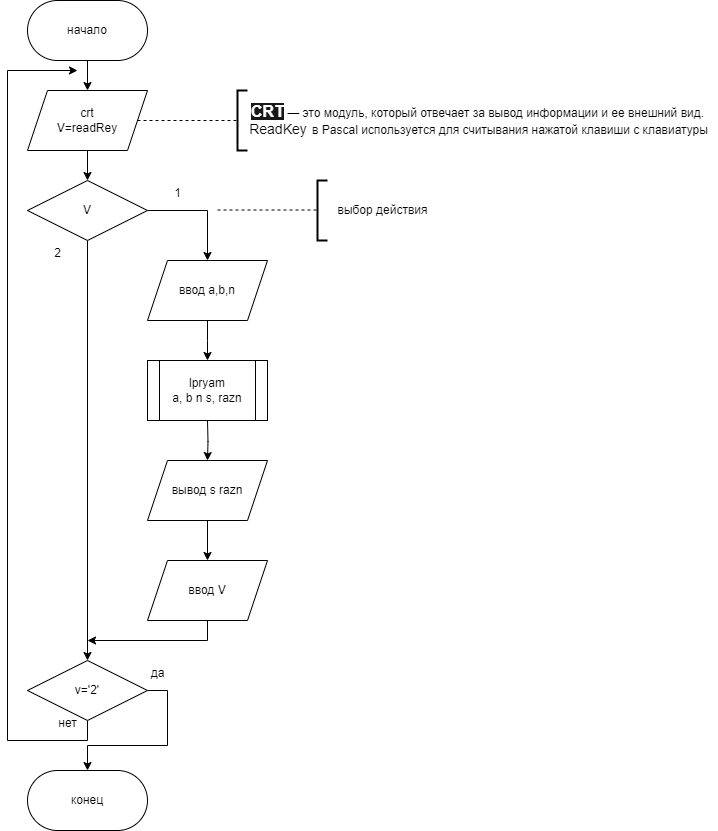 начало
crt
V=readRey
CRT — это модуль, который отвечает за вывод информации и ее внешний вид.
ReadKey в Pascal используется для считывания нажатой клавиши с клавиатуры
V
1
выбор действия
2
ввод a,b,n
lpryam
a, b n s, razn
вывод s razn
ввод V
v='2'
да
нет
конец